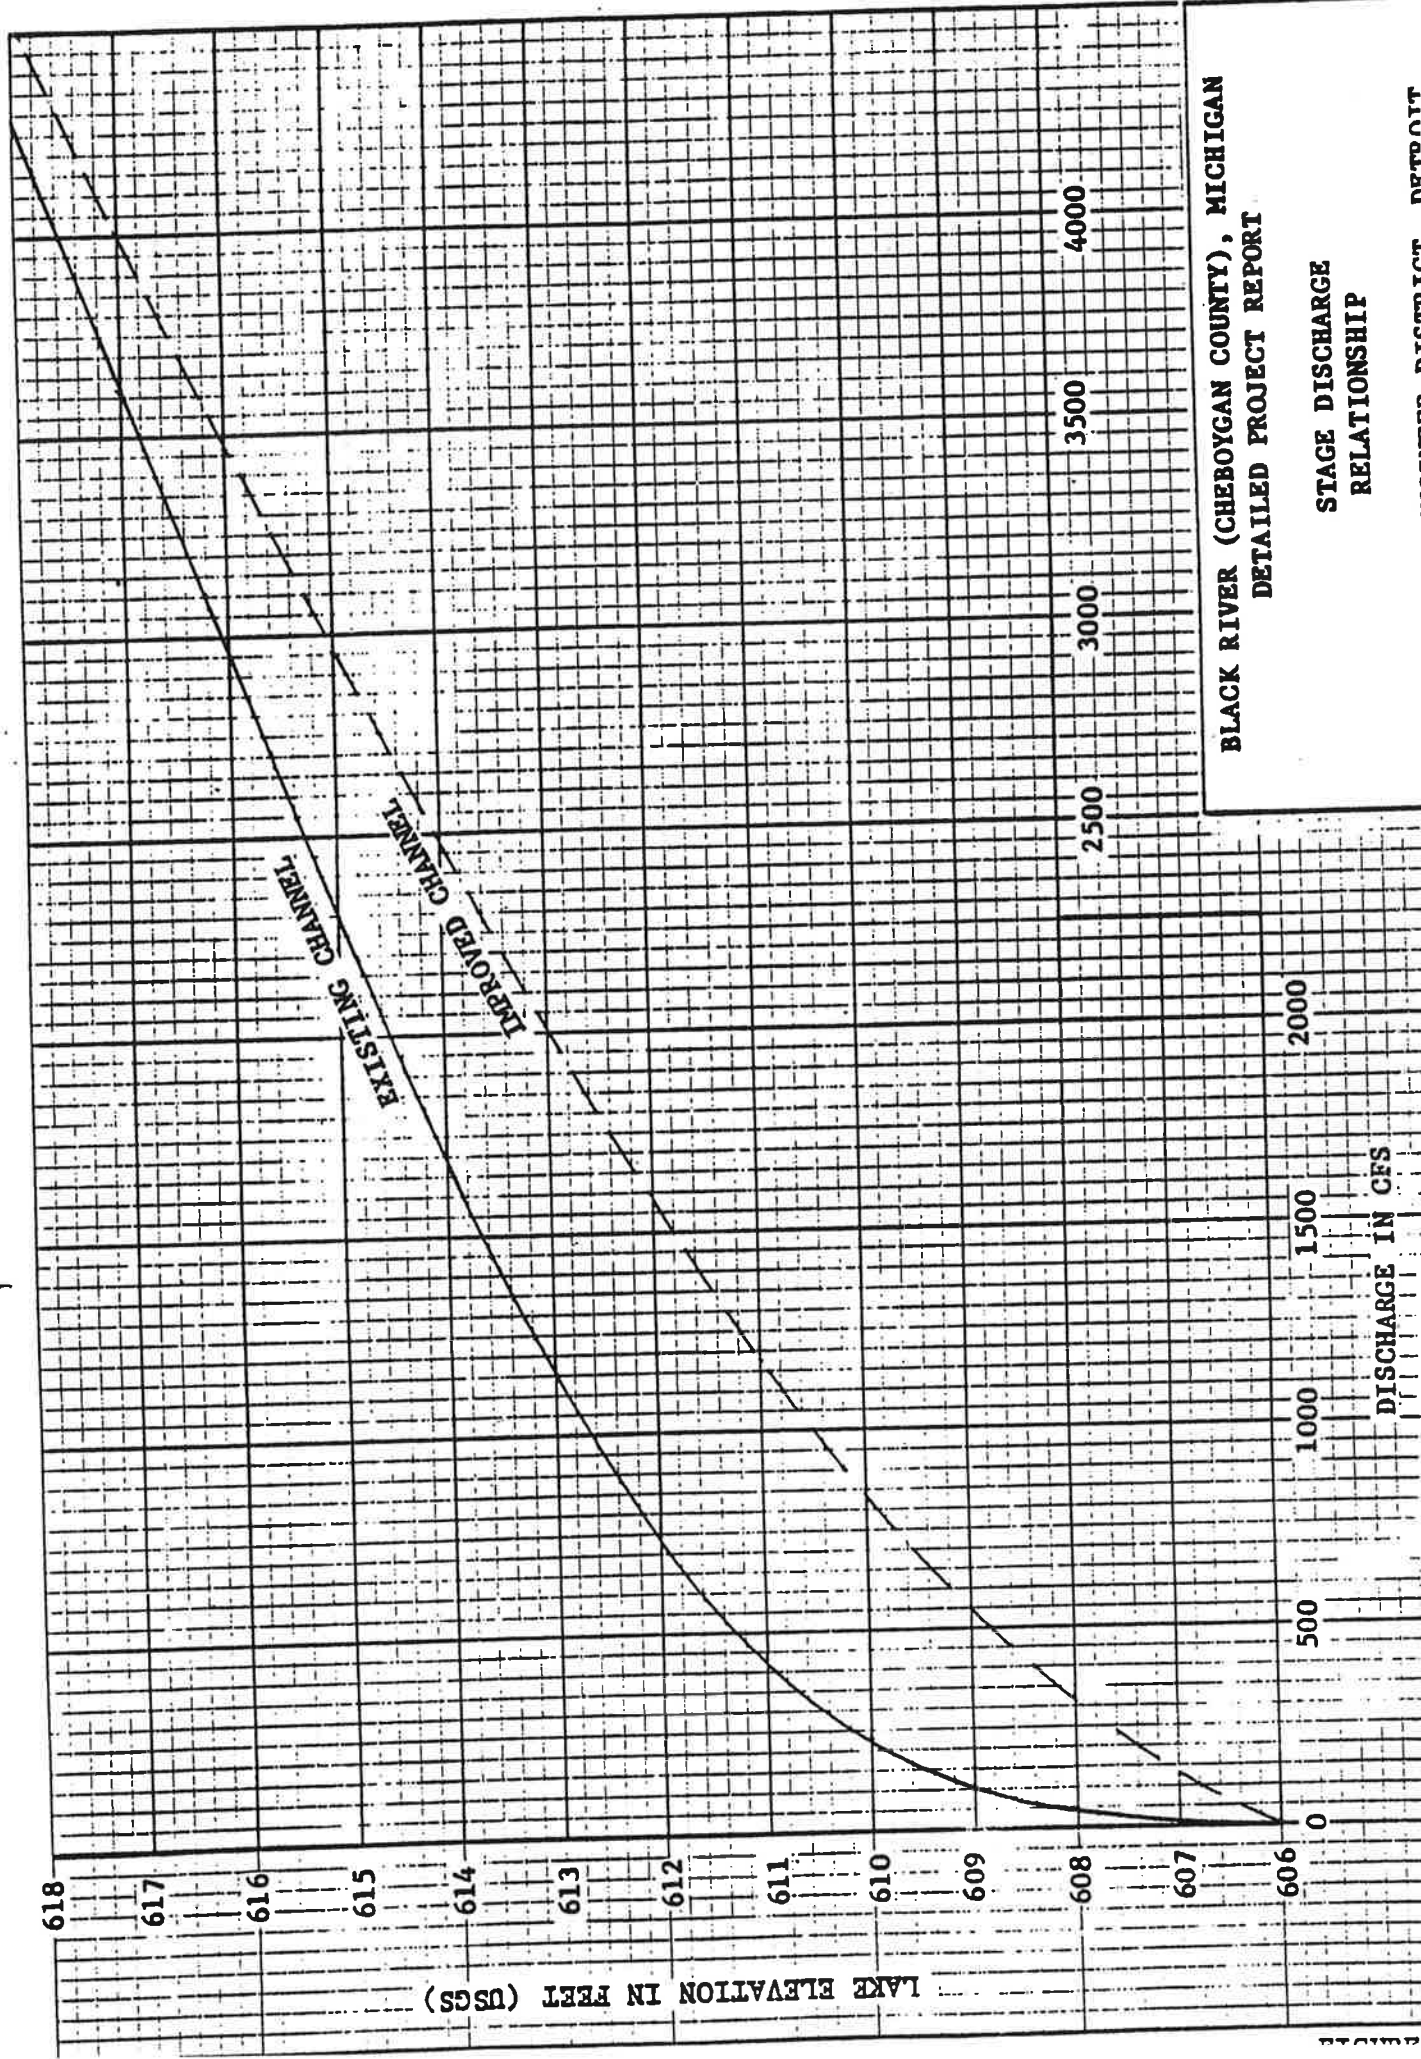 LAKE ELEVATION IN FEET (USGS)
618
617
616
615
614
613
612
611
610
609
608
607
606
EXISTING CHANNEL
IMPROVED CHANNEL
0
500
1000
1500
2000
2500
3000
3500
4000
DISCHARGE IN CFS
BLACK RIVER (CHEBOYGAN COUNTY), MICHIGAN
DETAILED PROJECT REPORT
STAGE DISCHARGE
RELATIONSHIP
DISTRICT DETROIT